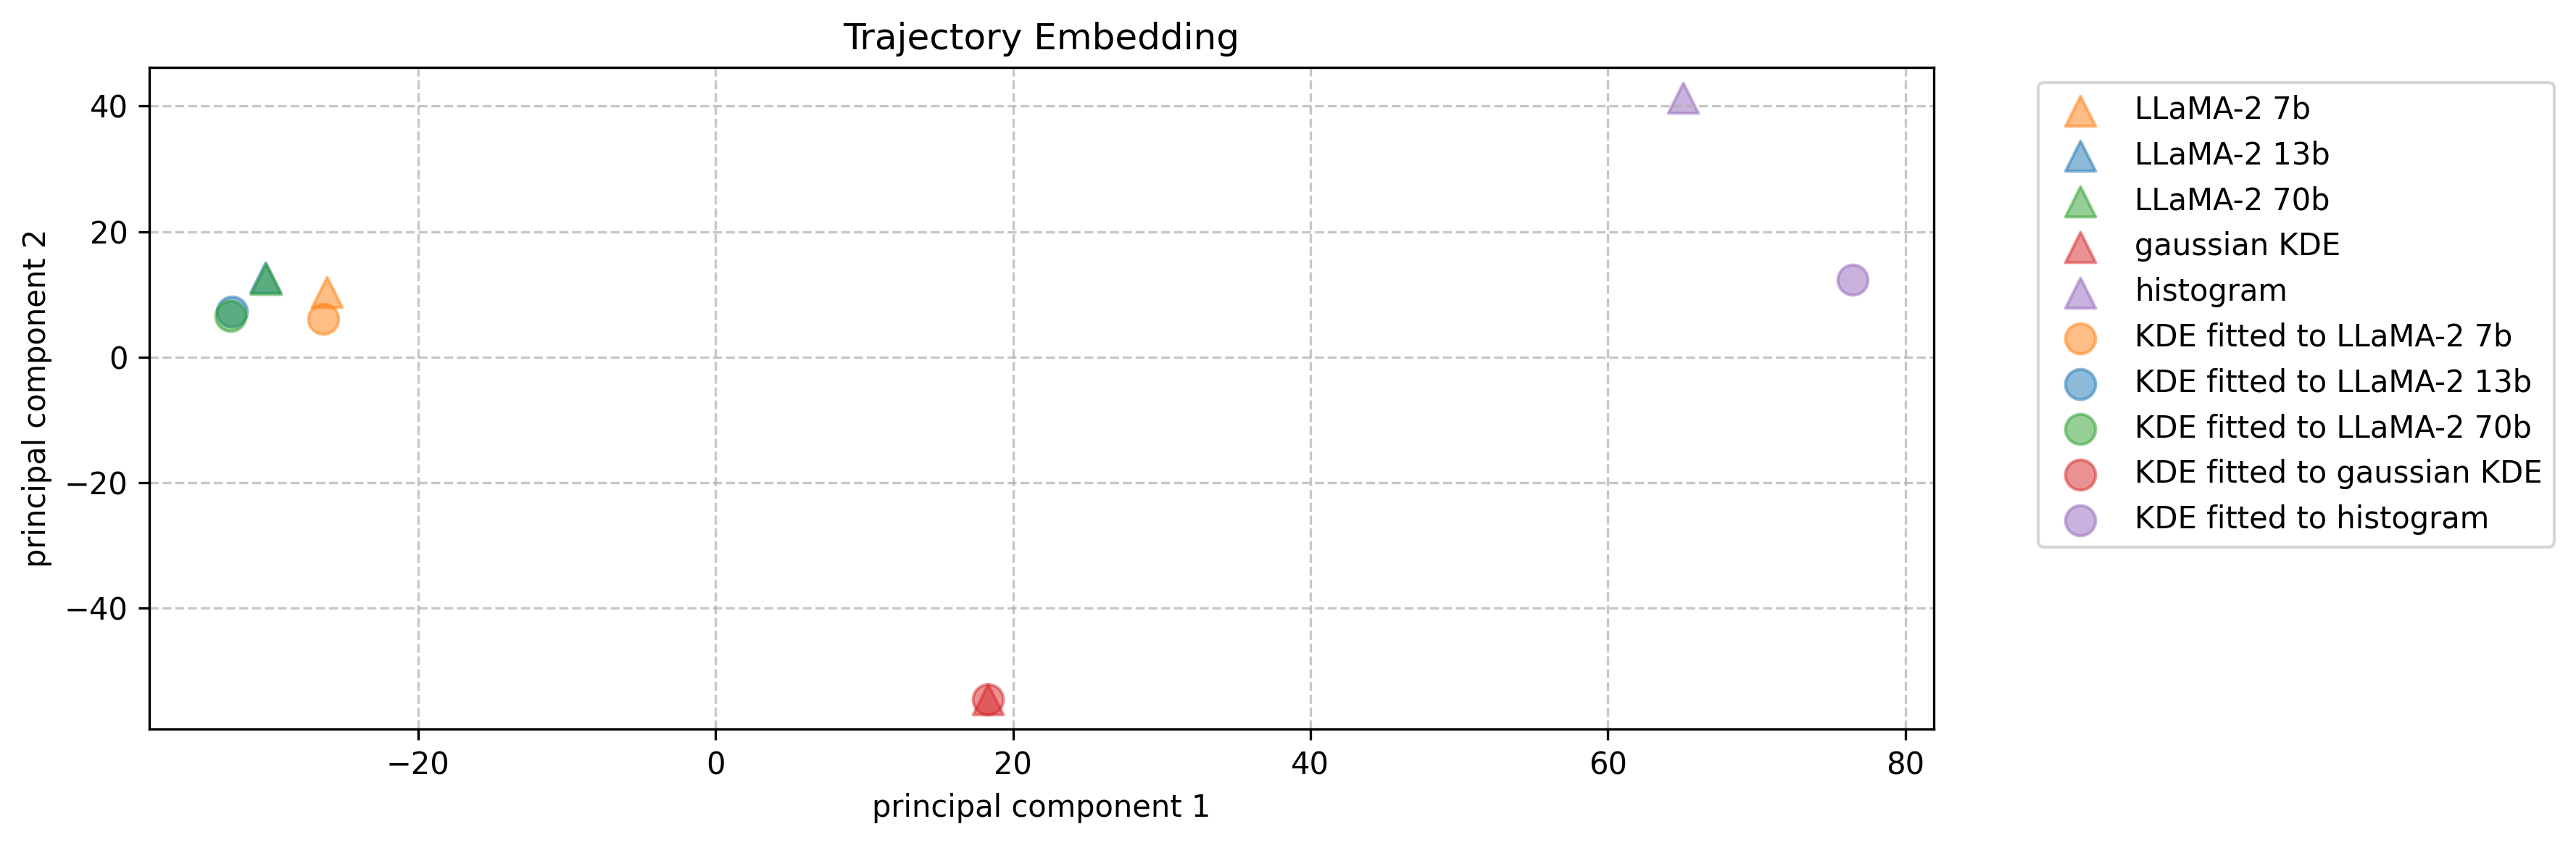 Trajectory Embedding
principal component 2
40
20
0
−20
−40
−20
0
20
40
60
80
principal component 1
LLaMA-2 7b
LLaMA-2 13b
LLaMA-2 70b
gaussian KDE
histogram
KDE fitted to LLaMA-2 7b
KDE fitted to LLaMA-2 13b
KDE fitted to LLaMA-2 70b
KDE fitted to gaussian KDE
KDE fitted to histogram